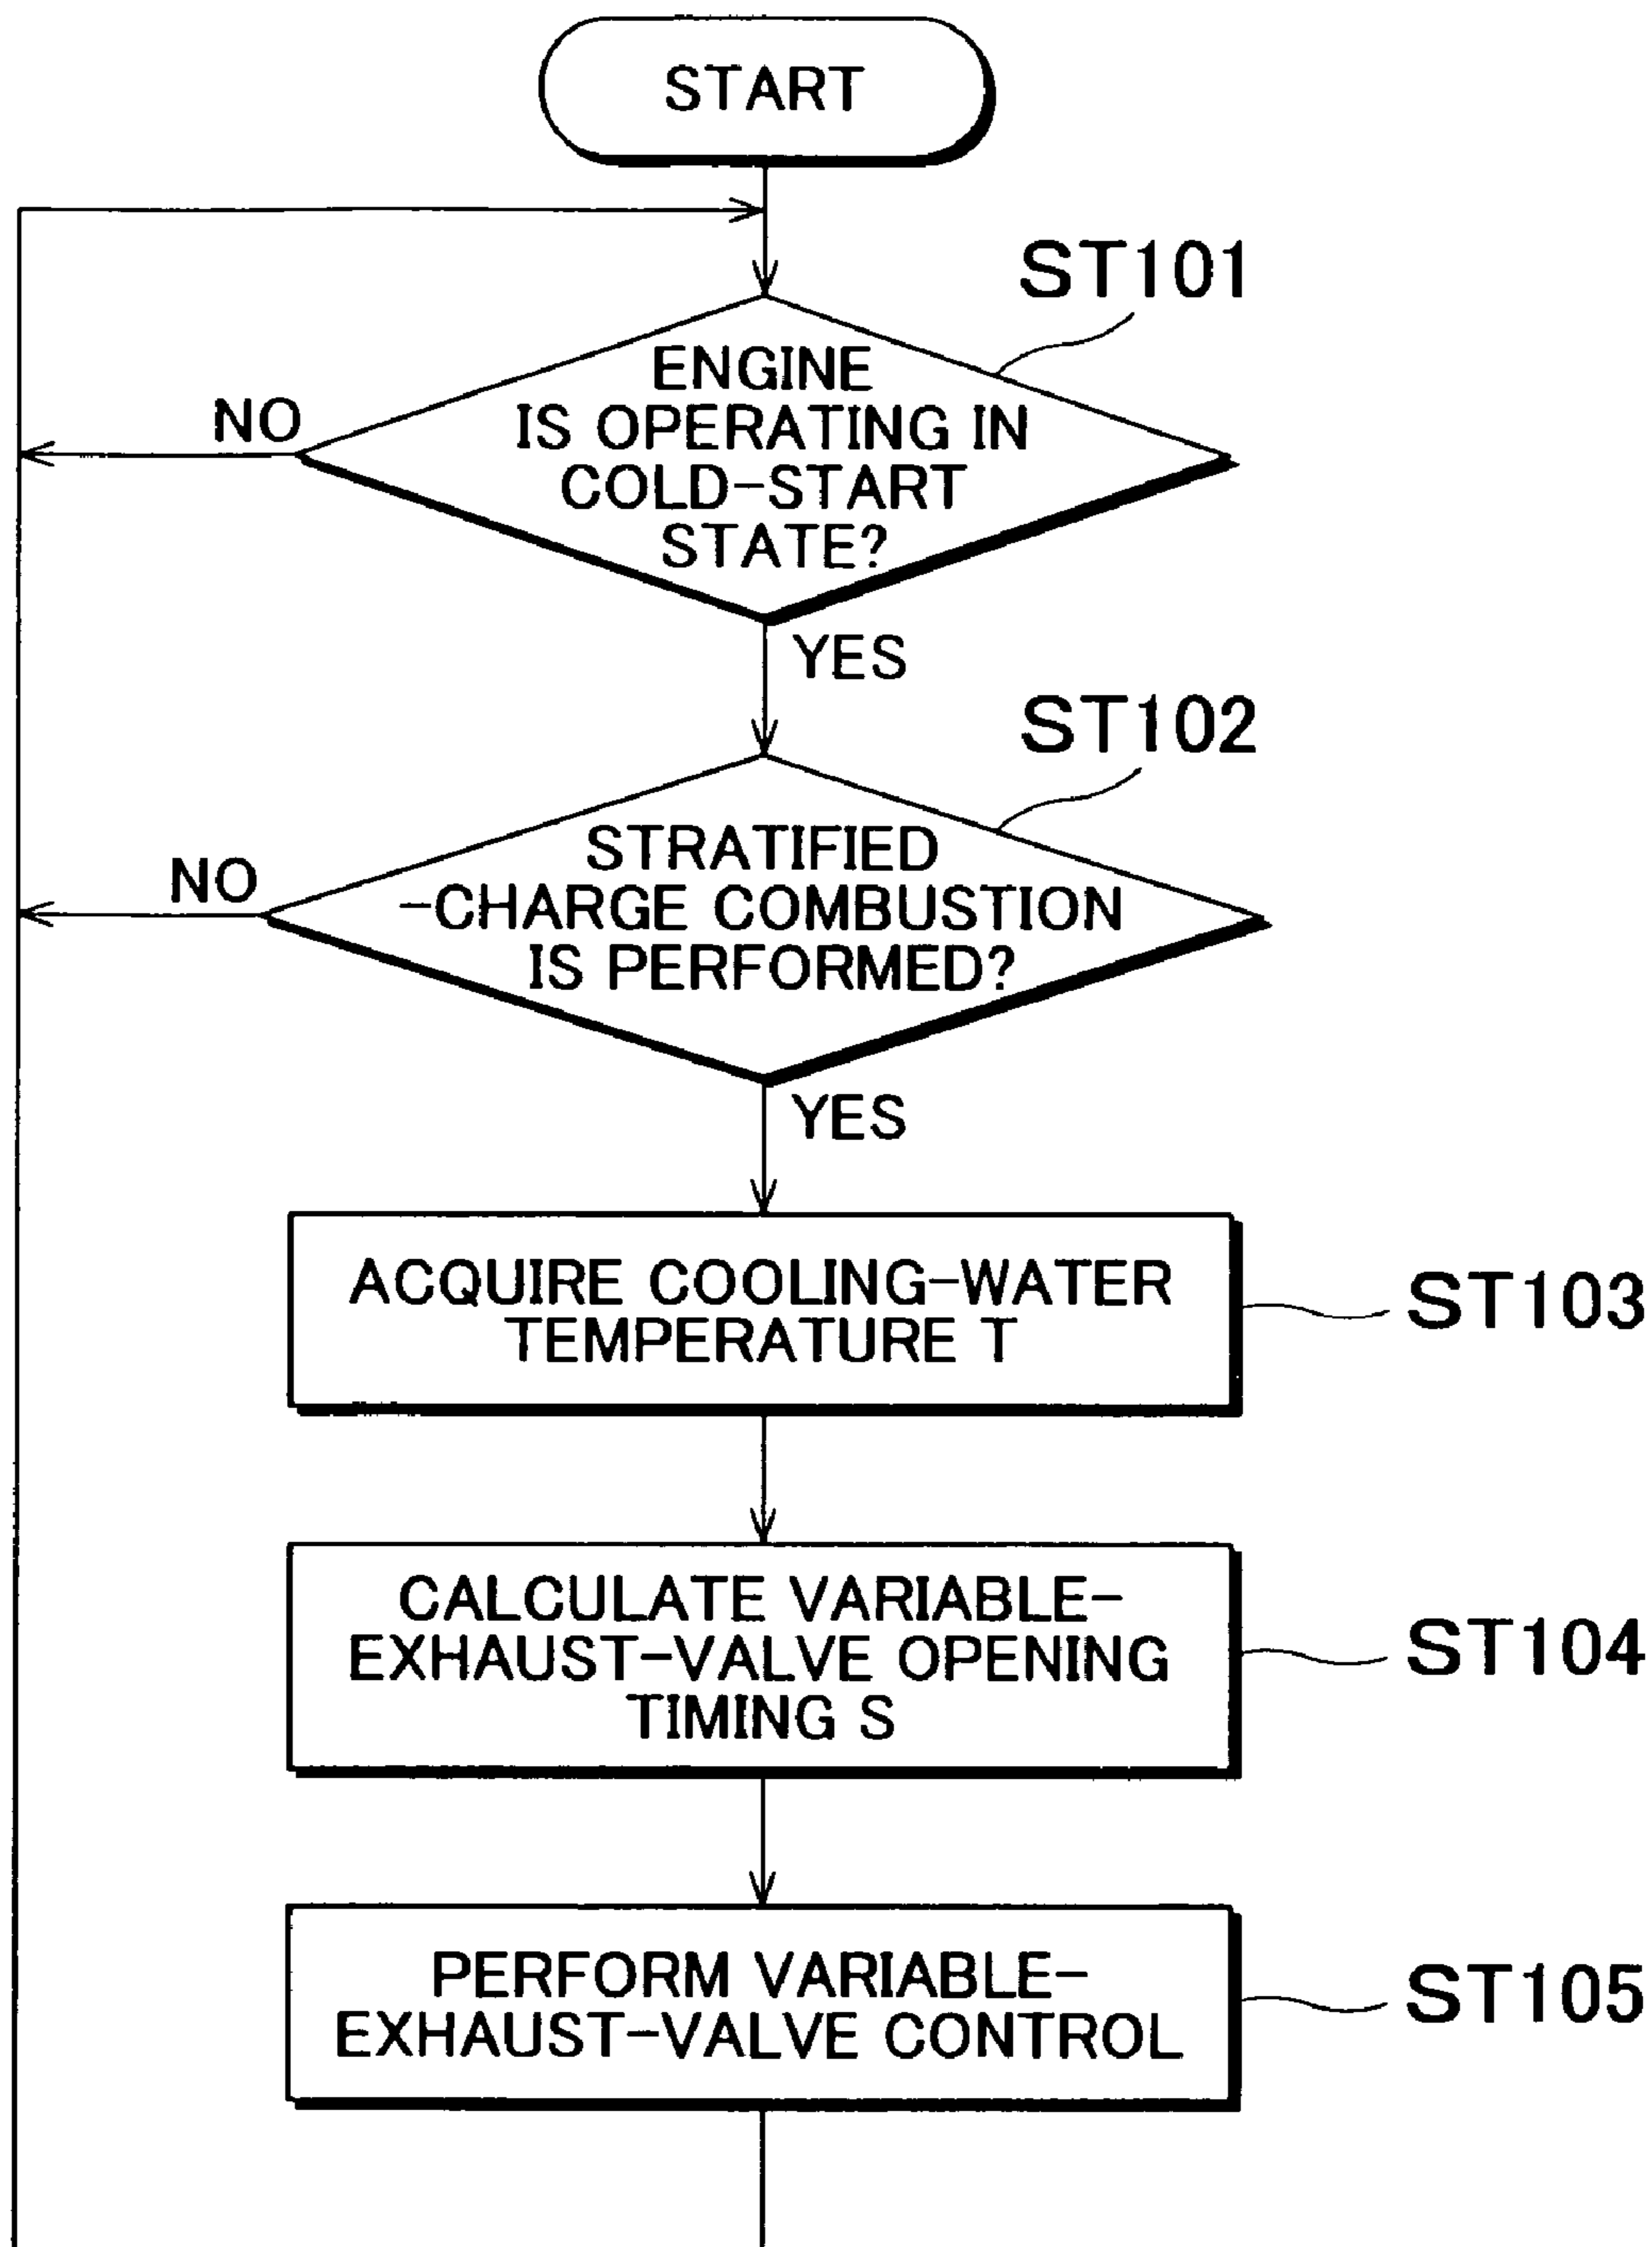 START
ST101
ENGINE
IS OPERATING IN
COLD-START
STATE?
NO
YES
ST102
STRATIFIED
-CHARGE COMBUSTION
IS PERFORMED?
NO
YES
ACQUIRE COOLING-WATER
TEMPERATURE T
ST103
CALCULATE VARIABLE-
EXHAUST-VALVE OPENING
TIMING S
ST104
PERFORM VARIABLE-
EXHAUST-VALVE CONTROL
ST105